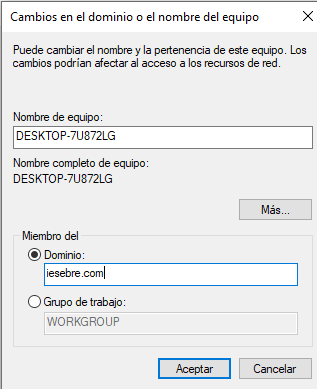 Cambios en el dominio o el nombre del equipo
Puede cambiar el nombre y la pertenencia de este equipo. Los
cambios podrían afectar al acceso a los recursos de red.
Nombre de equipo:
DESKTOP-7U872LG
Nombre completo de equipo:
DESKTOP-7U872LG
Más...
Miembro del
Dominio:
iesebre.com
Grupo de trabajo:
WORKGROUP
Aceptar
Cancelar